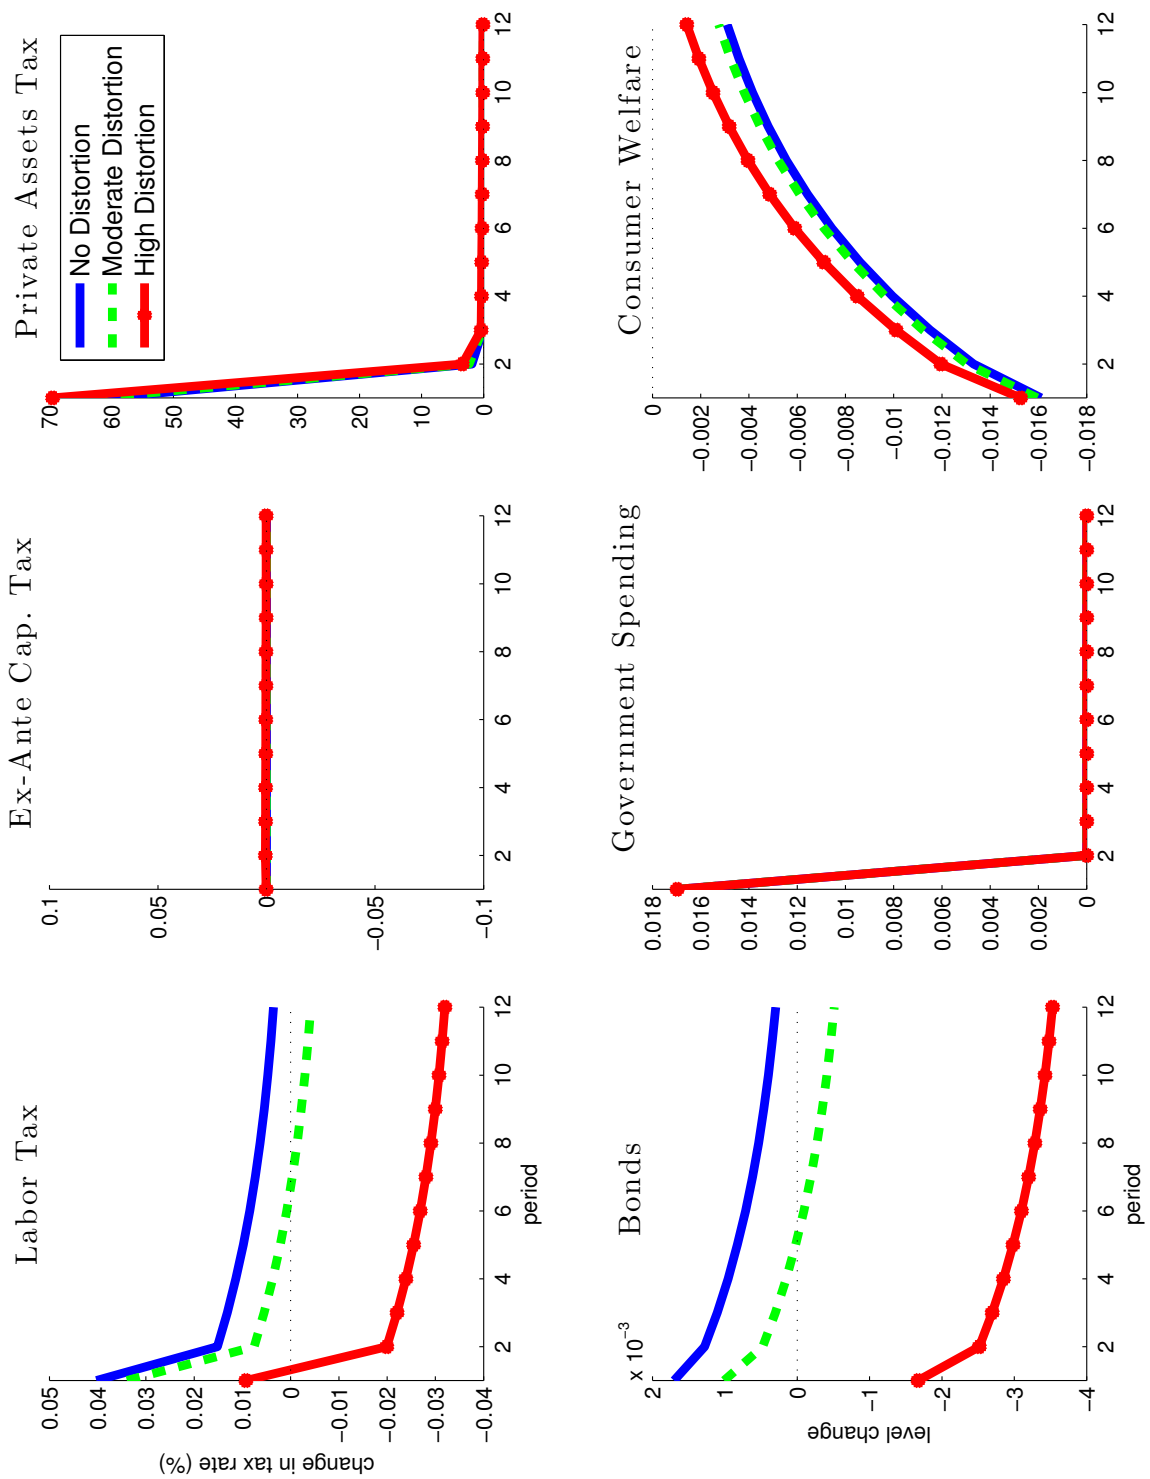 Labor Tax
change in tax rate (%)
0.05
0.04
0.03
0.02
0.01
0
−0.01
−0.02
−0.03
−0.04
2 4 6 8 10 12
period
Ex-Ante Cap. Tax
0.1
0.05
0
−0.05
−0.1
2 4 6 8 10 12
Private Assets Tax
70
60
50
40
30
20
10
0
2 4 6 8 10 12
No Distortion
Moderate Distortion
High Distortion
Bonds
x 10⁻³
level change
2
1
0
−1
−2
−3
−4
2 4 6 8 10 12
period
Government Spending
0.018
0.016
0.014
0.012
0.01
0.008
0.006
0.004
0.002
0
2 4 6 8 10 12
Consumer Welfare
0
−0.002
−0.004
−0.006
−0.008
−0.01
−0.012
−0.014
−0.016
−0.018
2 4 6 8 10 12